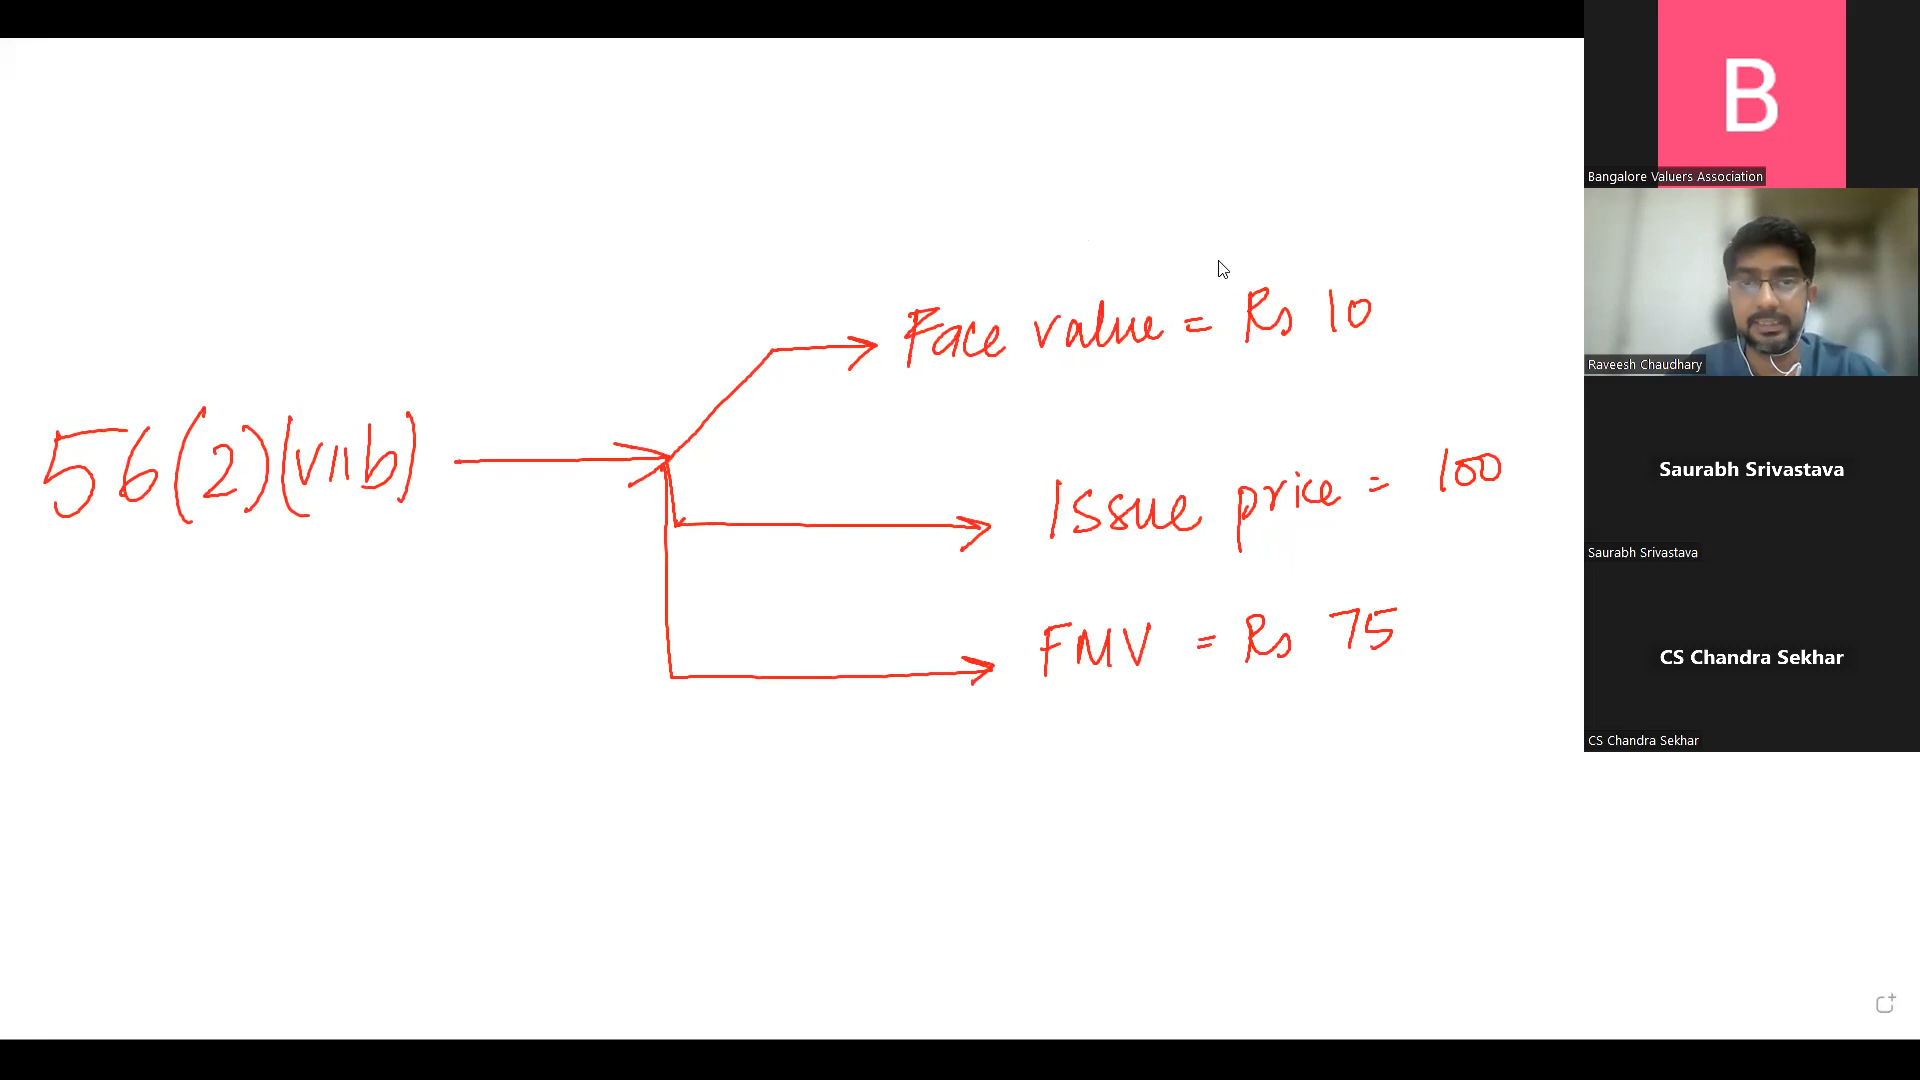 56(2)(viib)
Face value = Rs 10
Issue price = 100
FMV = Rs 75
B
Bangalore Valuers Association
Raveesh Chaudhary
Saurabh Srivastava
Saurabh Srivastava
CS Chandra Sekhar
CS Chandra Sekhar